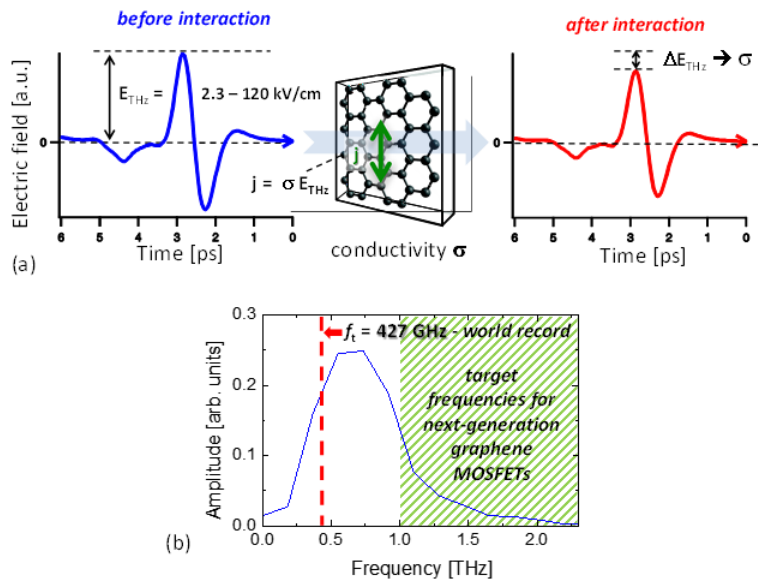 before interaction
after interaction
Electric field [a.u.]
E_THz = 2.3 – 120 kV/cm
ΔE_THz → σ
0
0
j
j = σ E_THz
6 5 4 3 2 1 0
Time [ps]
conductivity σ
6 5 4 3 2 1 0
Time [ps]
(a)
0.3
0.2
0.1
0.0
Amplitude [arb. units]
f_t = 427 GHz - world record
target
frequencies for
next-generation
graphene
MOSFETs
0.0 0.5 1.0 1.5 2.0
Frequency [THz]
(b)